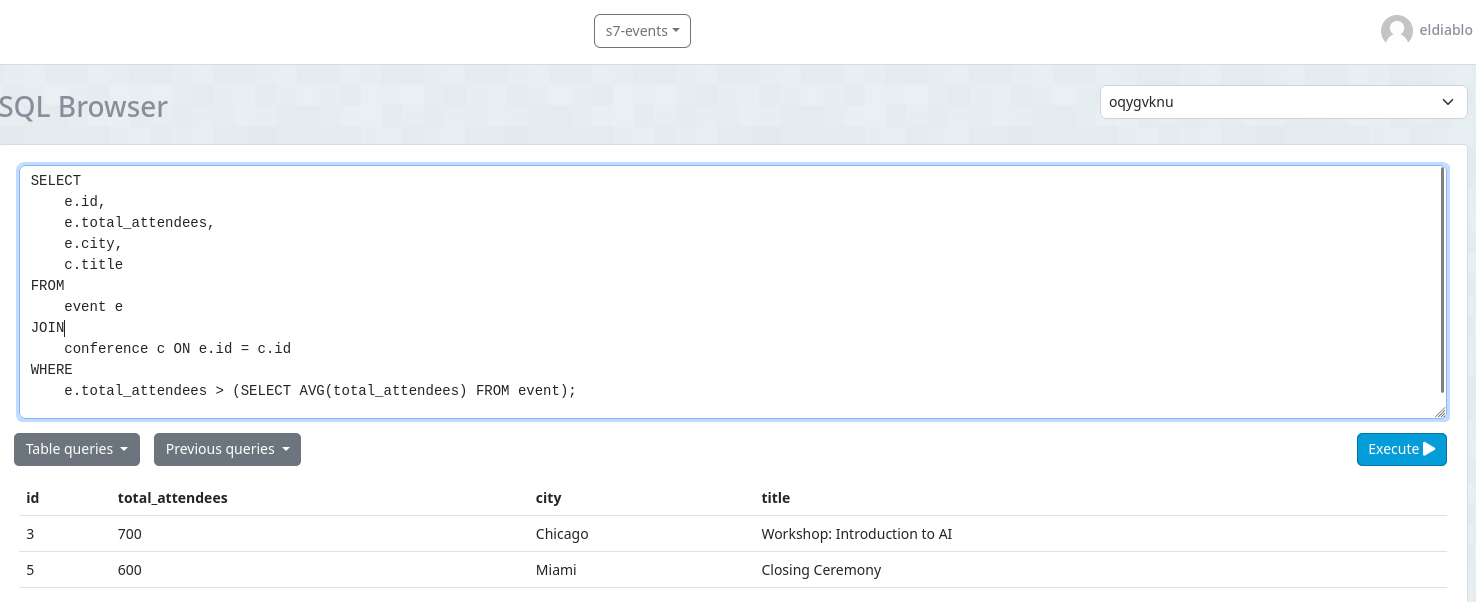 s7-events
eldiablo
SQL Browser
oqygvknu
SELECT
    e.id,
    e.total_attendees,
    e.city,
    c.title
FROM
    event e
JOIN
    conference c ON e.id = c.id
WHERE
    e.total_attendees > (SELECT AVG(total_attendees) FROM event);
Table queries
Previous queries
Execute
id total_attendees city title
3 700 Chicago Workshop: Introduction to AI
5 600 Miami Closing Ceremony